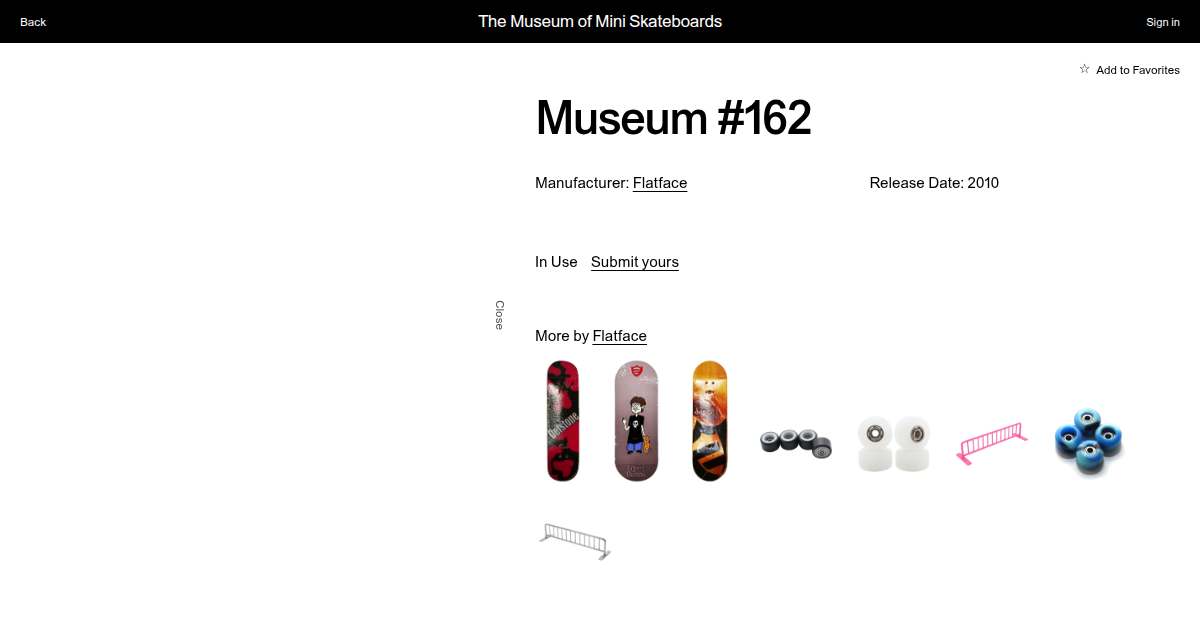 Back
The Museum of Mini Skateboards
Sign in
☆ Add to Favorites
Museum #162
Manufacturer: Flatface
Release Date: 2010
In Use Submit yours
Close
More by Flatface